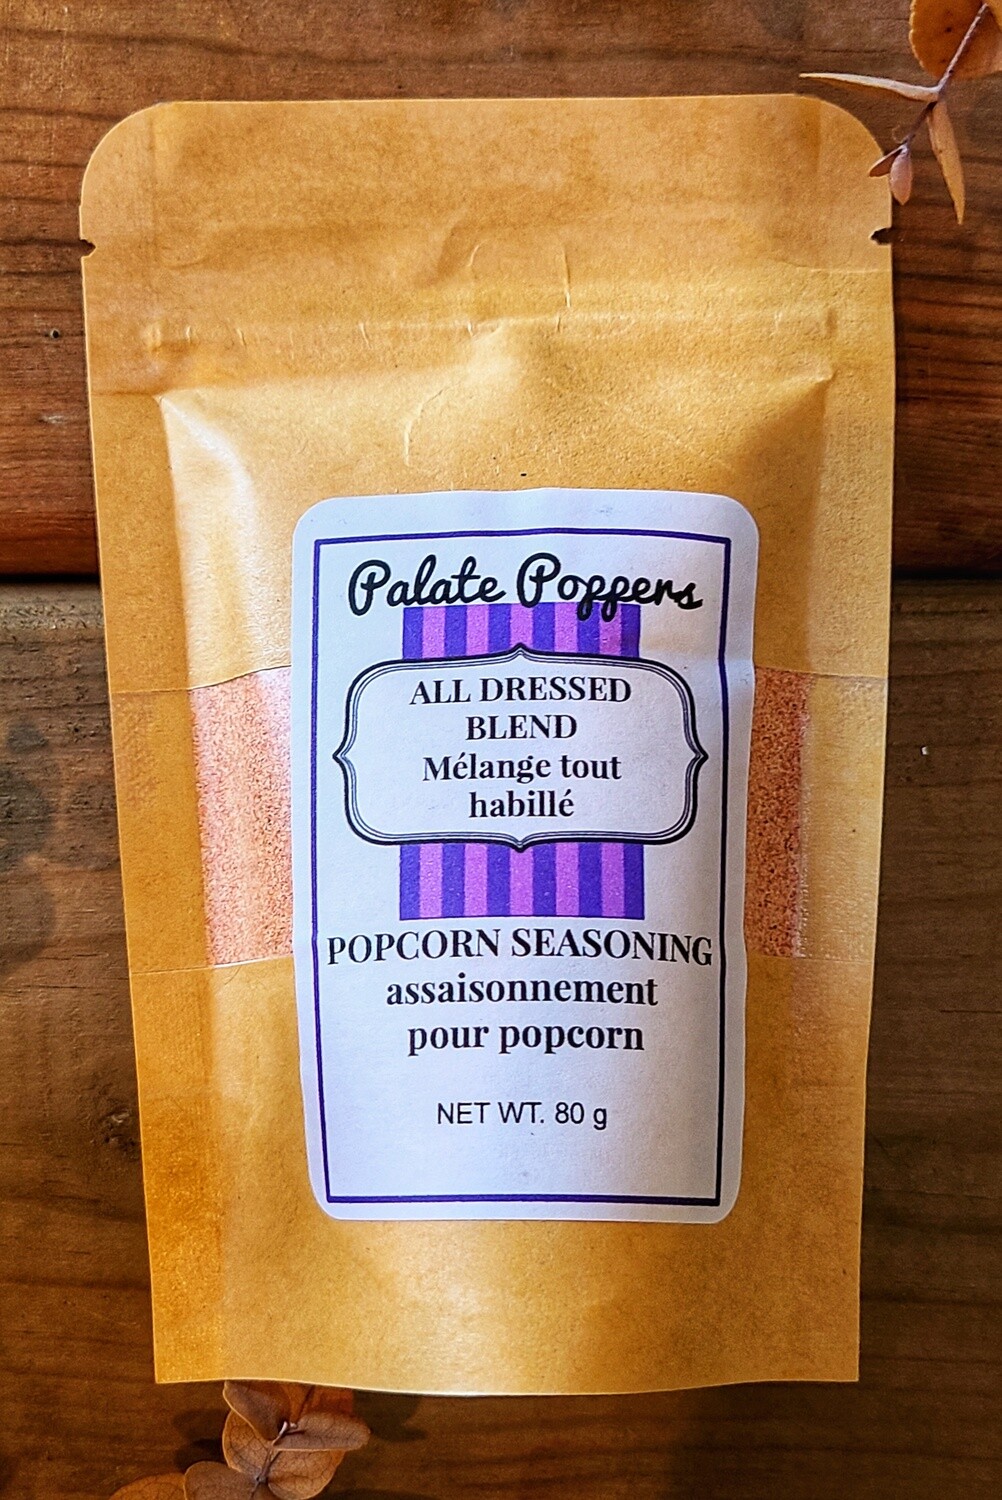 Palate Poppers
ALL DRESSED
BLEND
Mélange tout
habillé
POPCORN SEASONING
assaisonnement
pour popcorn
NET WT. 80 g